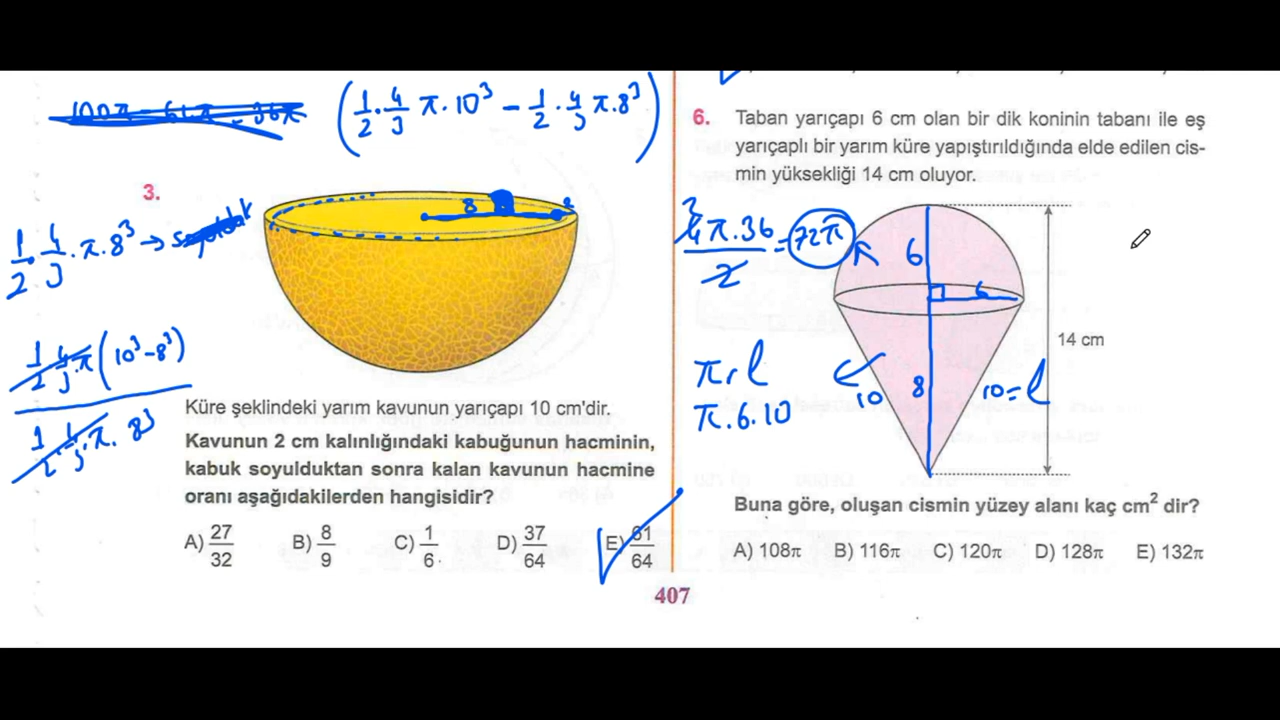 100π - 61.π = 36π
(1/2 · 4/3 π · 10³ - 1/2 · 4/3 π · 8³)
3.
8
2
1/2 · 4/3 · π · 8³ →
1/2 · 4/3 · π (10³ - 8³)
1/2 · 4/3 · π · 8³
Küre şeklindeki yarım kavunun yarıçapı 10 cm'dir.
Kavunun 2 cm kalınlığındaki kabuğunun hacminin,
kabuk soyulduktan sonra kalan kavunun hacmine
oranı aşağıdakilerden hangisidir?
A) 27/32 B) 8/9 C) 1/6 D) 37/64 E) 61/64
6. Taban yarıçapı 6 cm olan bir dik koninin tabanı ile eş
yarıçaplı bir yarım küre yapıştırıldığında elde edilen cis-
min yüksekliği 14 cm oluyor.
4π.36/2 = 72π
6
6
14 cm
π r l
π.6.10
10
8
10 = l
Buna göre, oluşan cismin yüzey alanı kaç cm² dir?
A) 108π B) 116π C) 120π D) 128π E) 132π
407